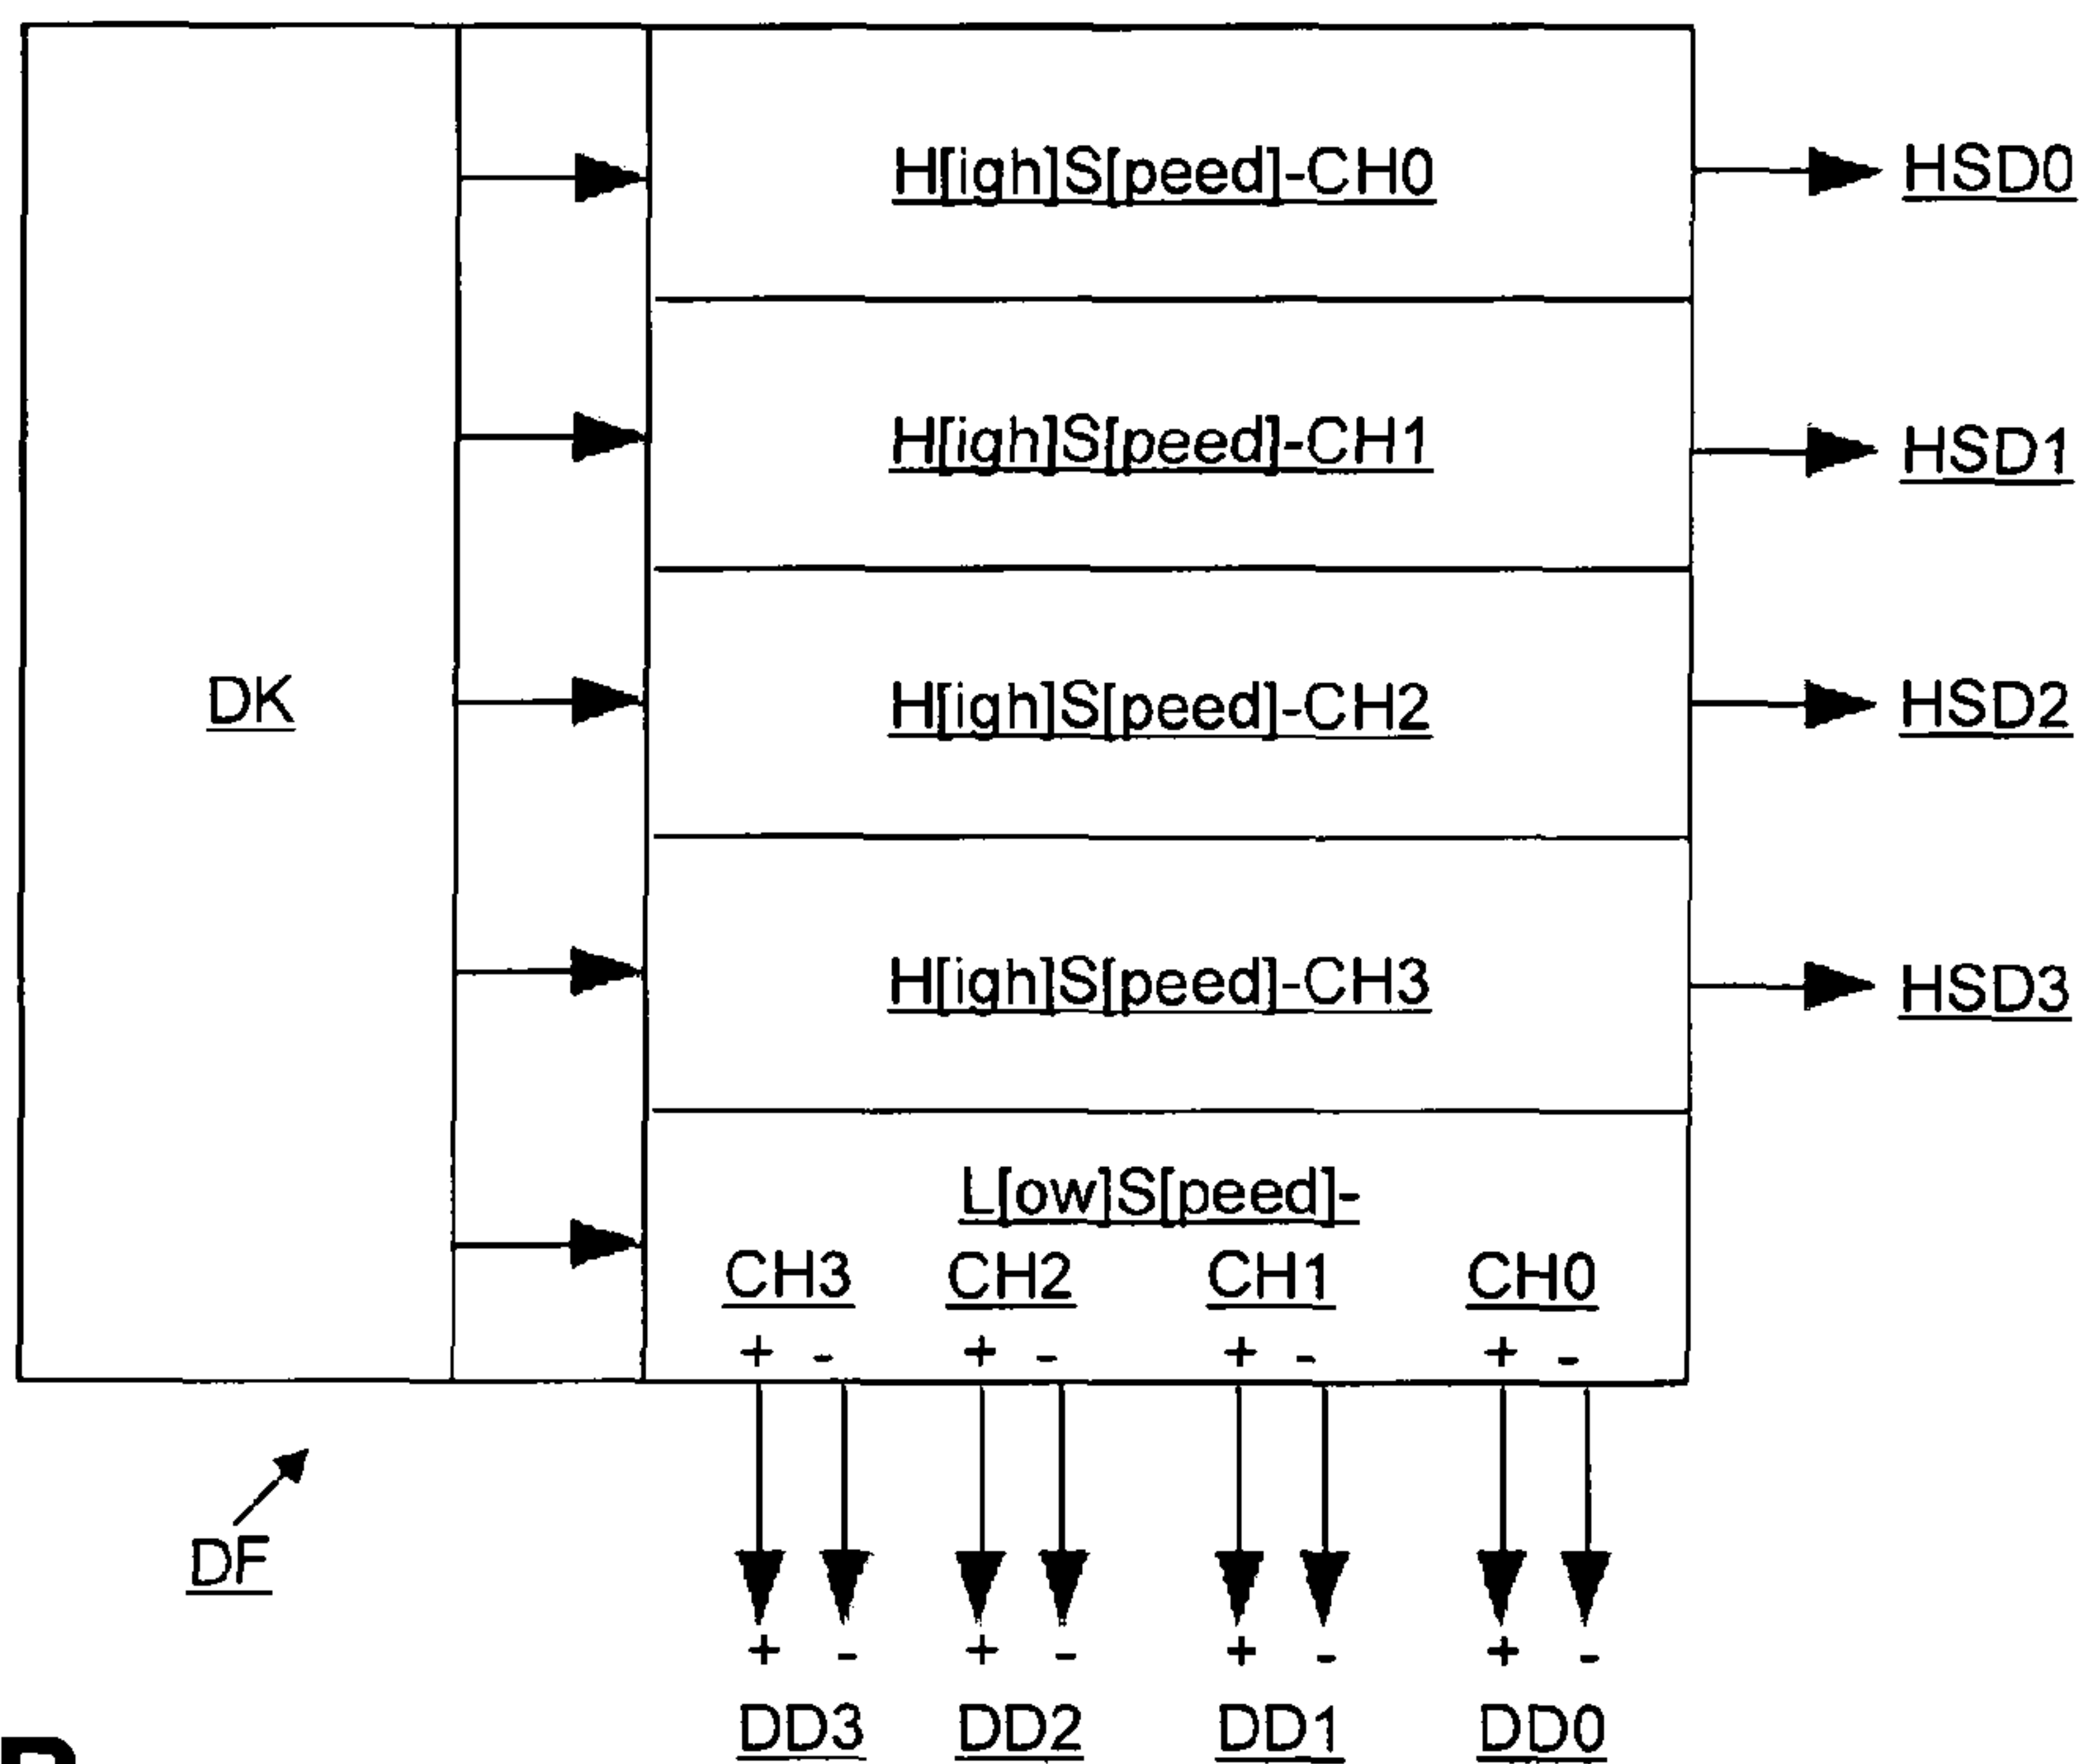 H[igh]S[peed]-CH0
HSD0
H[igh]S[peed]-CH1
HSD1
DK
H[igh]S[peed]-CH2
HSD2
H[igh]S[peed]-CH3
HSD3
L[ow]S[peed]-
CH3 CH2 CH1 CH0
+ - + - + - + -
DF
+ - + - + - + -
DD3 DD2 DD1 DD0